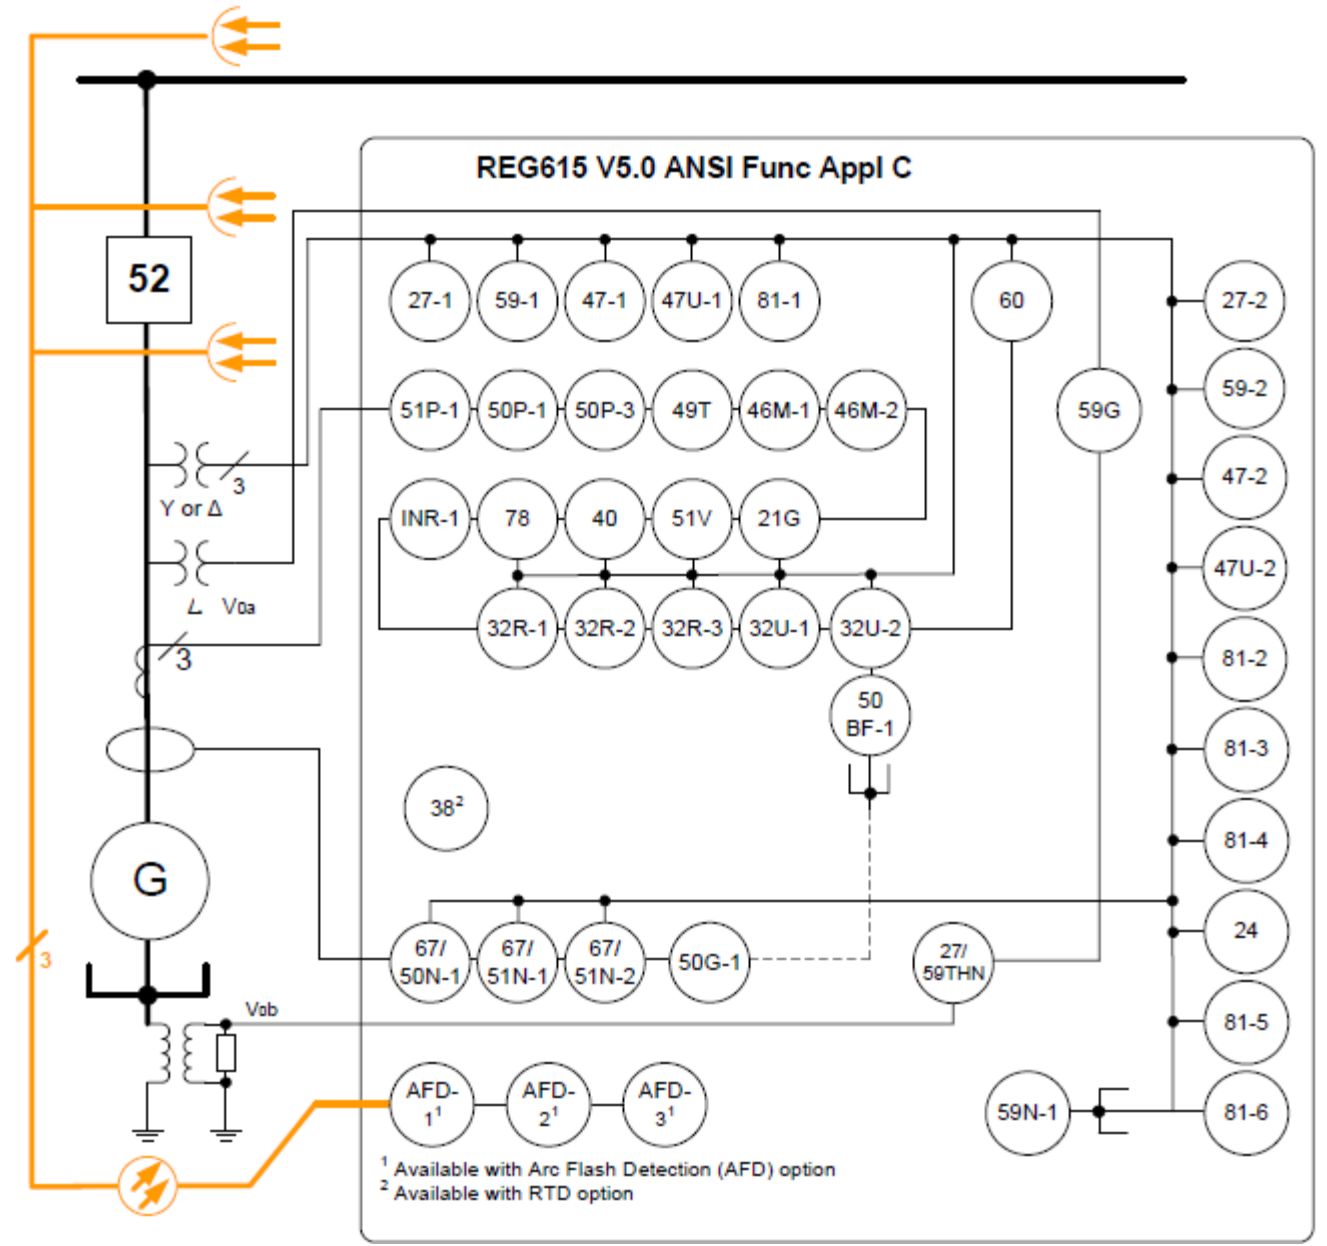 REG615 V5.0 ANSI Func Appl C
52
27-1
59-1
47-1
47U-1
81-1
60
27-2
51P-1
50P-1
50P-3
49T
46M-1
46M-2
59G
59-2
3
Y or Δ
47-2
INR-1
78
40
51V
21G
47U-2
V0a
3
32R-1
32R-2
32R-3
32U-1
32U-2
81-2
50
BF-1
81-3
38²
81-4
G
3
67/
50N-1
67/
51N-1
67/
51N-2
50G-1
27/
59THN
24
V0b
81-5
AFD-
1¹
AFD-
2¹
AFD-
3¹
59N-1
81-6
¹ Available with Arc Flash Detection (AFD) option
² Available with RTD option